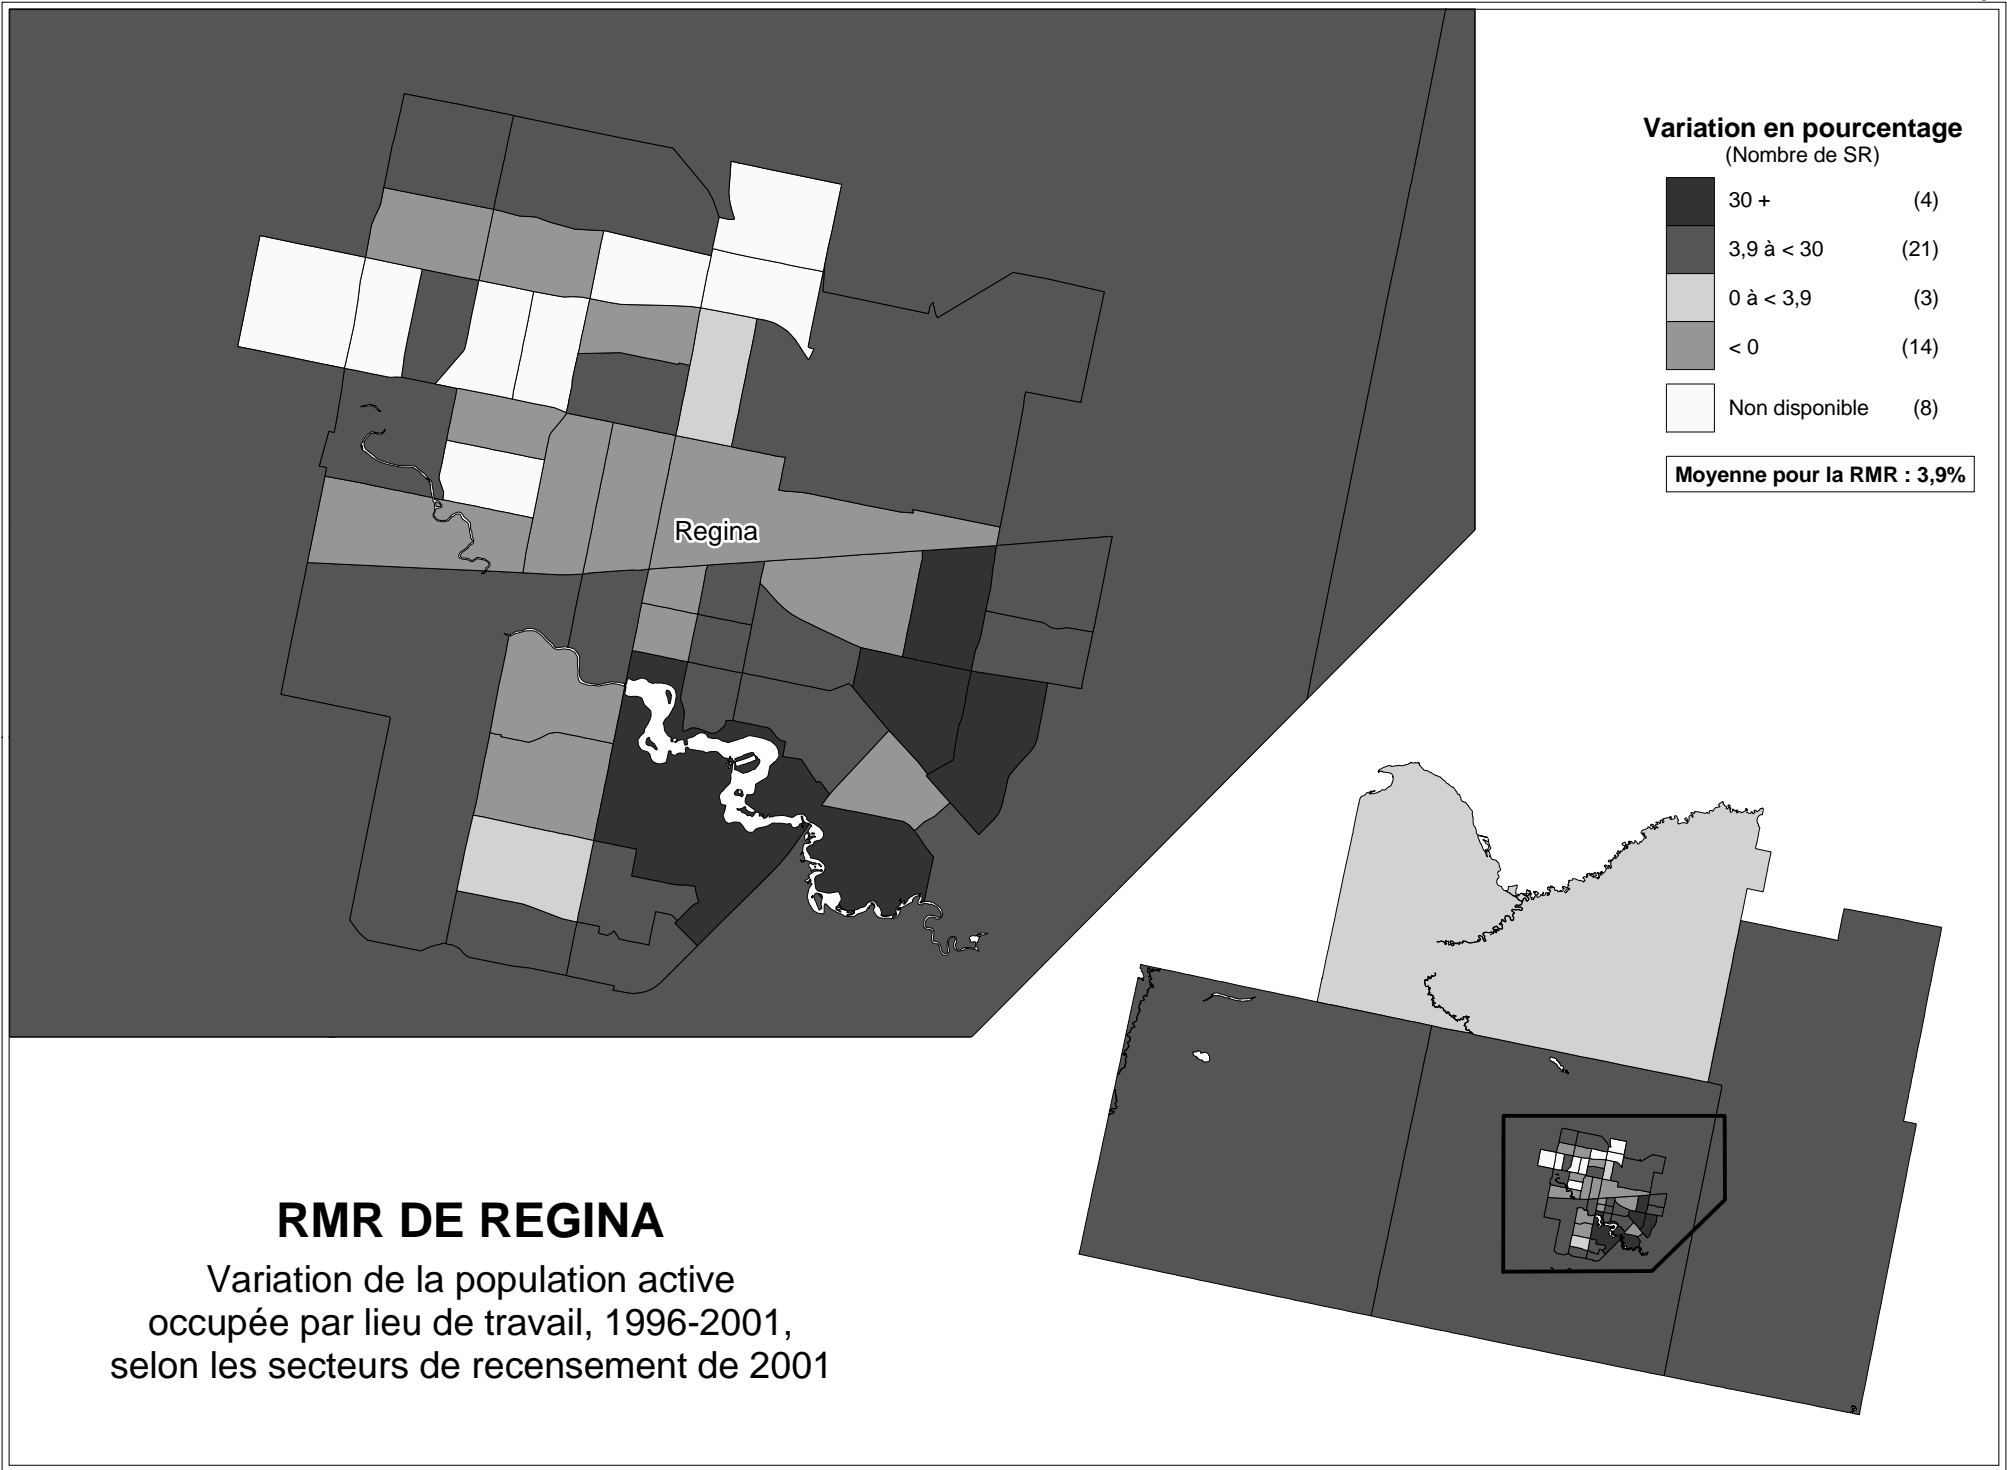 Variation en pourcentage
(Nombre de SR)
30 + (4)
3,9 à < 30 (21)
0 à < 3,9 (3)
< 0 (14)
Non disponible (8)
Moyenne pour la RMR : 3,9%
Regina
RMR DE REGINA
Variation de la population active
occupée par lieu de travail, 1996-2001,
selon les secteurs de recensement de 2001